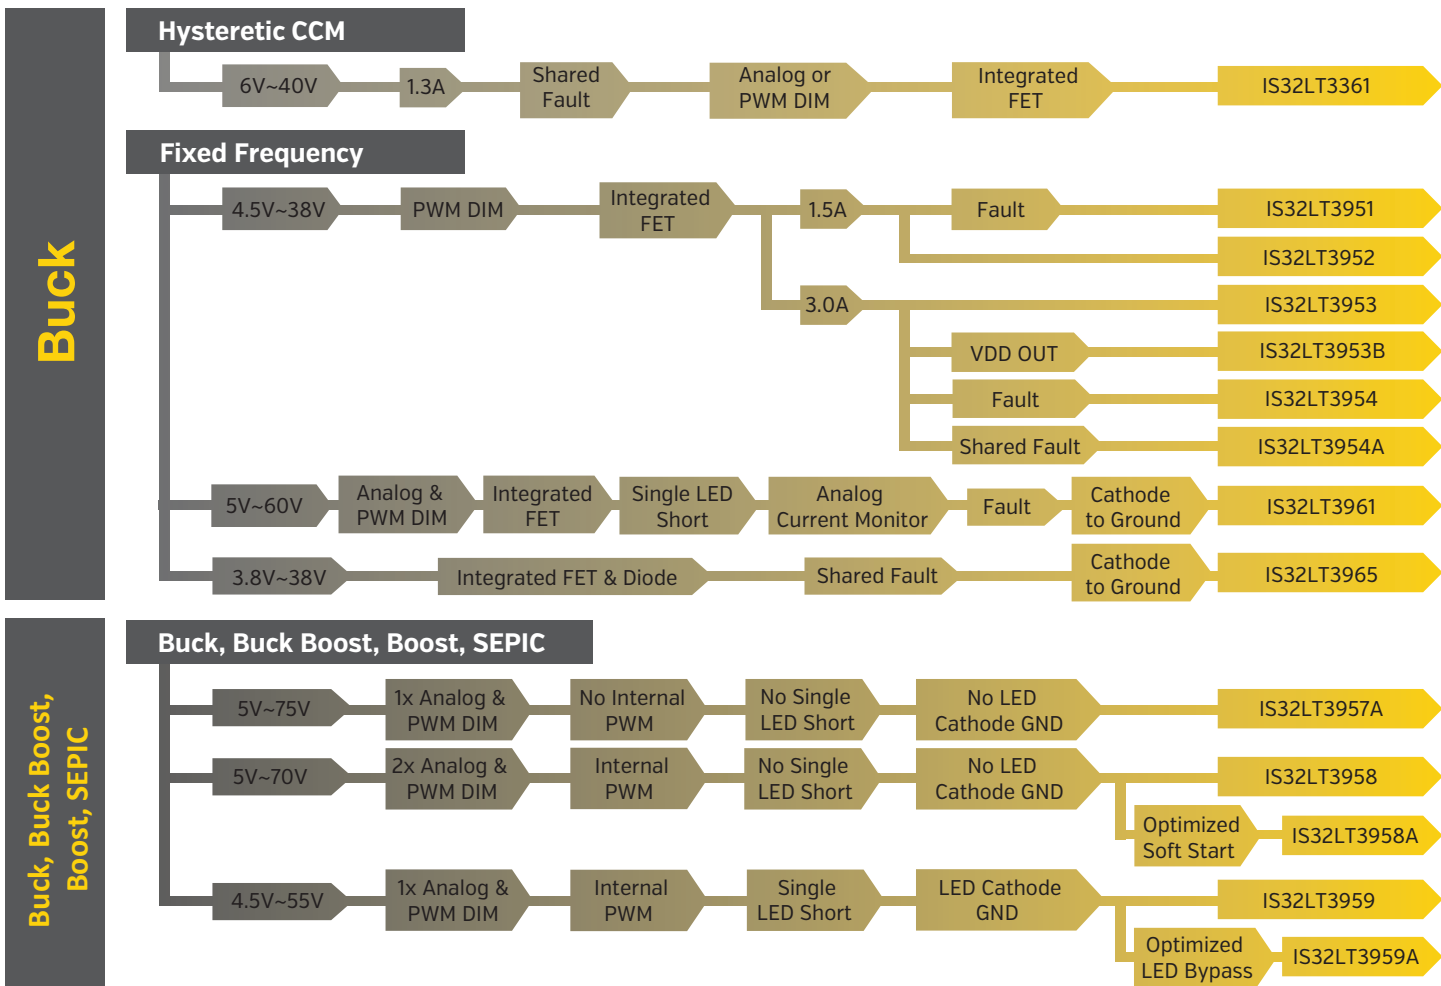 Buck
Hysteretic CCM
6V~40V
1.3A
Shared
Fault
Analog or
PWM DIM
Integrated
FET
IS32LT3361
Fixed Frequency
4.5V~38V
PWM DIM
Integrated
FET
1.5A
Fault
IS32LT3951
IS32LT3952
3.0A
IS32LT3953
VDD OUT
IS32LT3953B
Fault
IS32LT3954
Shared Fault
IS32LT3954A
5V~60V
Analog &
PWM DIM
Integrated
FET
Single LED
Short
Analog
Current Monitor
Fault
Cathode
to Ground
IS32LT3961
3.8V~38V
Integrated FET & Diode
Shared Fault
Cathode
to Ground
IS32LT3965
Buck, Buck Boost,
Boost, SEPIC
Buck, Buck Boost, Boost, SEPIC
5V~75V
1x Analog &
PWM DIM
No Internal
PWM
No Single
LED Short
No LED
Cathode GND
IS32LT3957A
5V~70V
2x Analog &
PWM DIM
Internal
PWM
No Single
LED Short
No LED
Cathode GND
IS32LT3958
Optimized
Soft Start
IS32LT3958A
4.5V~55V
1x Analog &
PWM DIM
Internal
PWM
Single
LED Short
LED Cathode
GND
IS32LT3959
Optimized
LED Bypass
IS32LT3959A